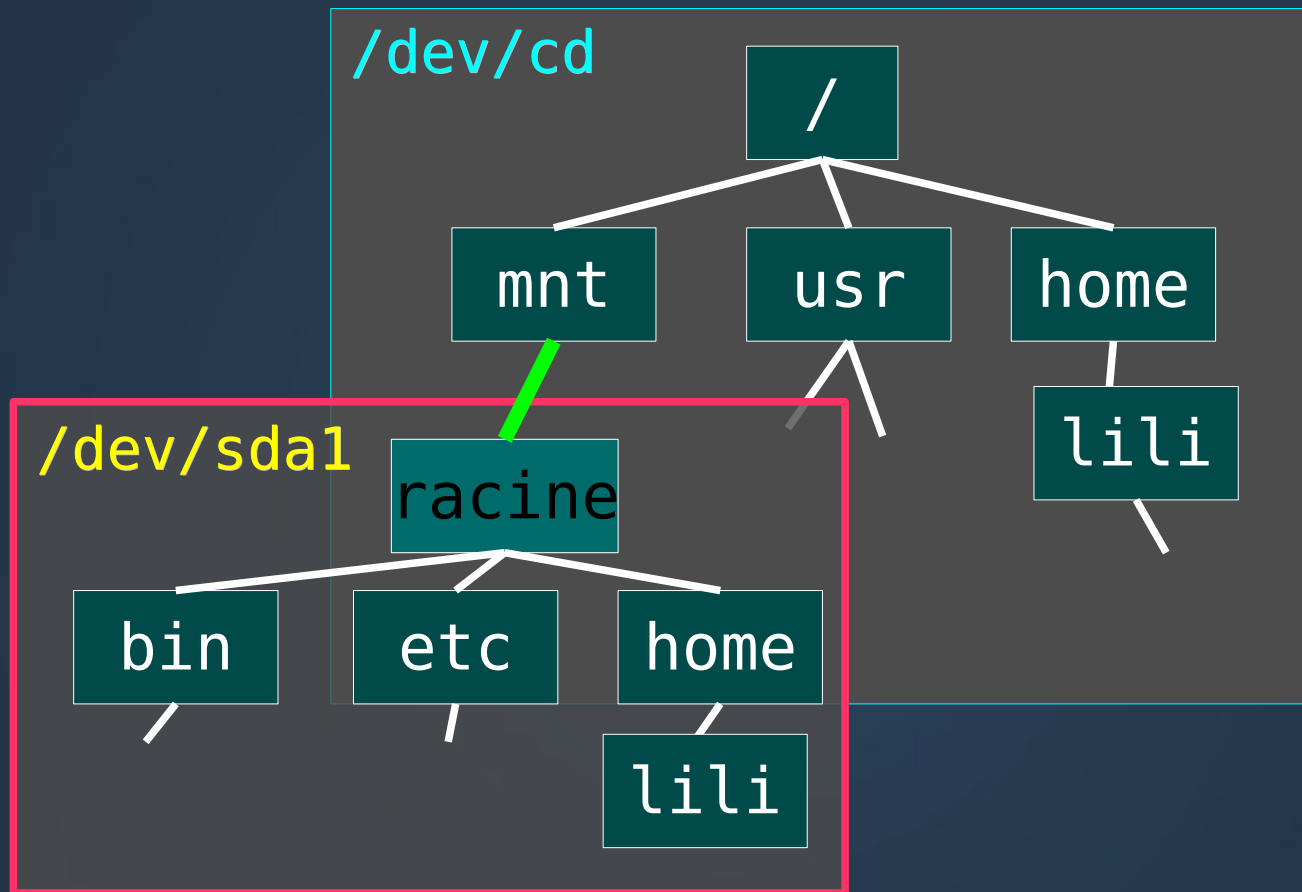 /dev/cd
/
mnt usr home
/dev/sda1
lili
racine
bin etc home
lili